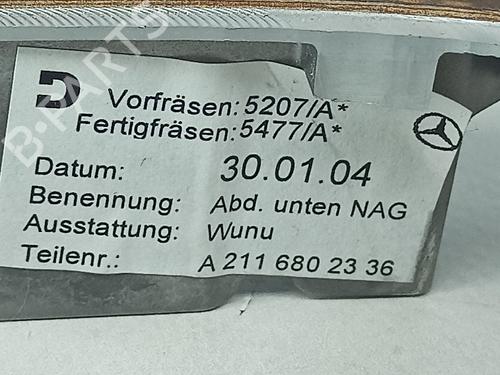 Vorfräsen: 5207/A*
Fertigfräsen: 5477/A*
Datum: 30.01.04
Benennung: Abd. unten NAG
Ausstattung: Wunu
Teilenr.: A 211 680 23 36
B-PARTS